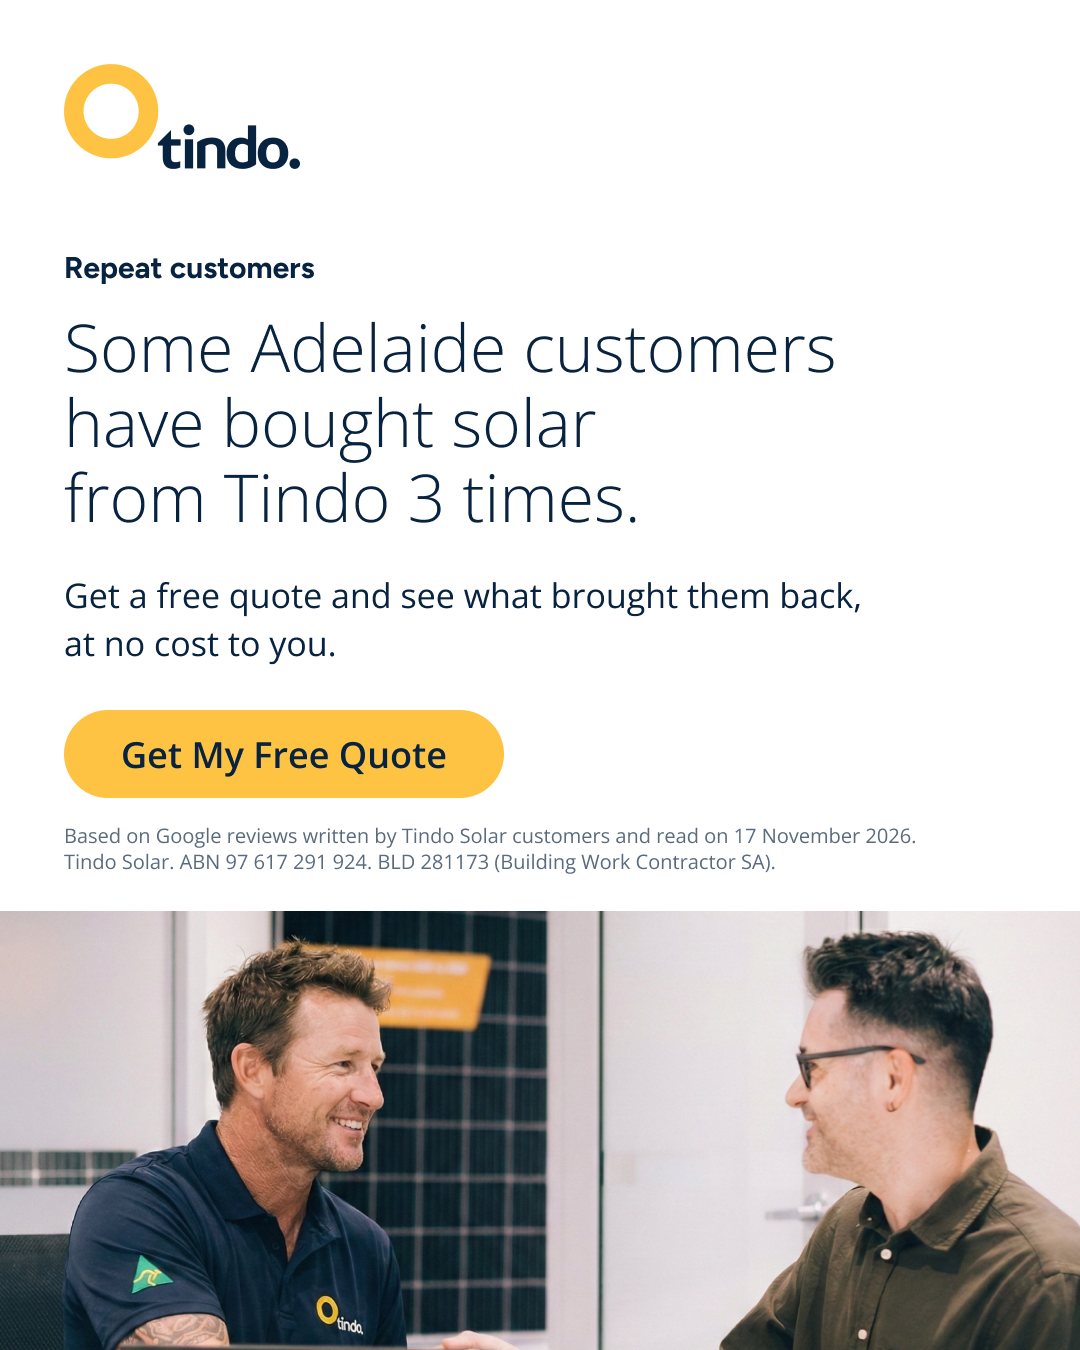 tindo.
Repeat customers
Some Adelaide customers
have bought solar
from Tindo 3 times.
Get a free quote and see what brought them back,
at no cost to you.
Get My Free Quote
Based on Google reviews written by Tindo Solar customers and read on 17 November 2026.
Tindo Solar. ABN 97 617 291 924. BLD 281173 (Building Work Contractor SA).
tindo.